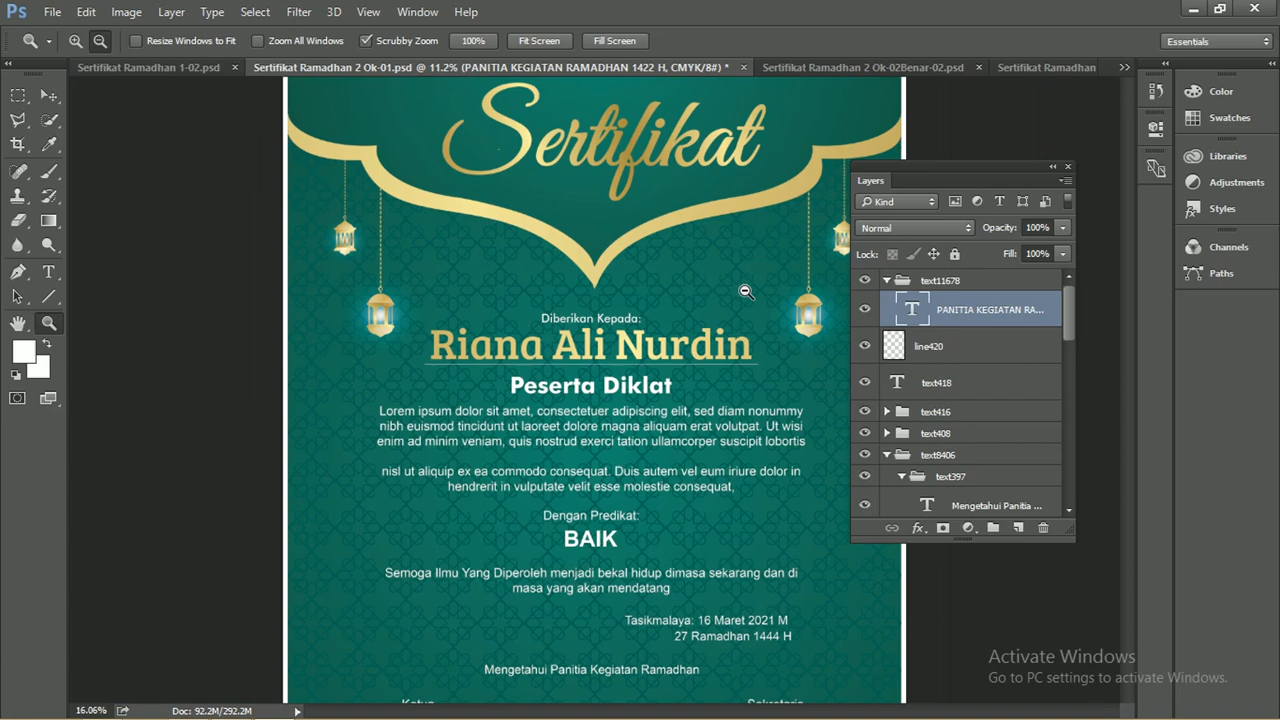 Ps File Edit Image Layer Type Select Filter 3D View Window Help
Resize Windows to Fit Zoom All Windows Scrubby Zoom 100% Fit Screen Fill Screen Essentials
Sertifikat Ramadhan 1-02.psd × Sertifikat Ramadhan 2 Ok-01.psd @ 11.2% (PANITIA KEGIATAN RAMADHAN 1422 H, CMYK/8#) * × Sertifikat Ramadhan 2 Ok-02Benar-02.psd × Sertifikat Ramadhan
Sertifikat
Diberikan Kepada:
Riana Ali Nurdin
Peserta Diklat
Lorem ipsum dolor sit amet, consectetuer adipiscing elit, sed diam nonummy
nibh euismod tincidunt ut laoreet dolore magna aliquam erat volutpat. Ut wisi
enim ad minim veniam, quis nostrud exerci tation ullamcorper suscipit lobortis
nisl ut aliquip ex ea commodo consequat. Duis autem vel eum iriure dolor in
hendrerit in vulputate velit esse molestie consequat,
Dengan Predikat:
BAIK
Semoga Ilmu Yang Diperoleh menjadi bekal hidup dimasa sekarang dan di
masa yang akan mendatang
Tasikmalaya: 16 Maret 2021 M
27 Ramadhan 1444 H
Mengetahui Panitia Kegiatan Ramadhan
Layers
Kind
Normal Opacity: 100%
Lock: Fill: 100%
text11678
PANITIA KEGIATAN RA...
line420
text418
text416
text408
text8406
text397
Mengetahui Panitia ...
Color
Swatches
Libraries
Adjustments
Styles
Channels
Paths
Activate Windows
Go to PC settings to activate Windows.
16.06% Doc: 92.2M/292.2M